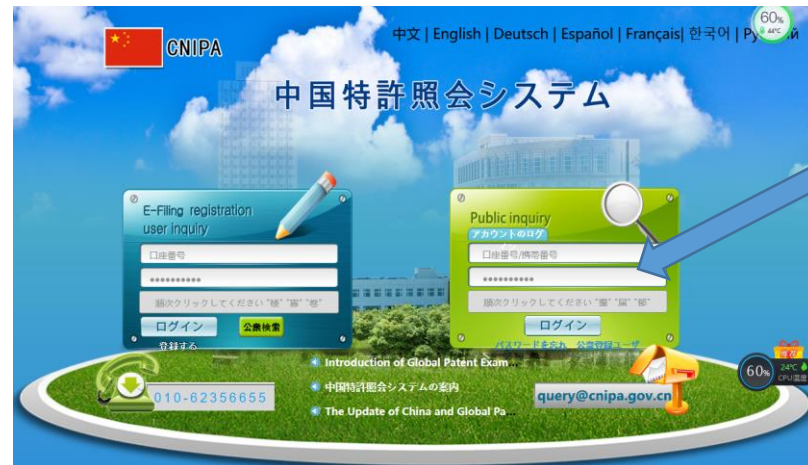 CNIPA
中文 | English | Deutsch | Español | Français| 한국어 |
60%
44°C
中国特許照会システム
E-Filing registration
user inquiry
口座番号
••••••••••
順次クリックしてください
ログイン
公衆検索
登録する
Public inquiry
アカウントのログ
口座番号/携帯番号
••••••••••
順次クリックしてください
ログイン
パスワードを忘れ 公衆登録ユーザ
Introduction of Global Patent Exam...
中国特許照会システムの案内
The Update of China and Global Pa...
010-62356655
query@cnipa.gov.cn
60%
24°C
CPU温度